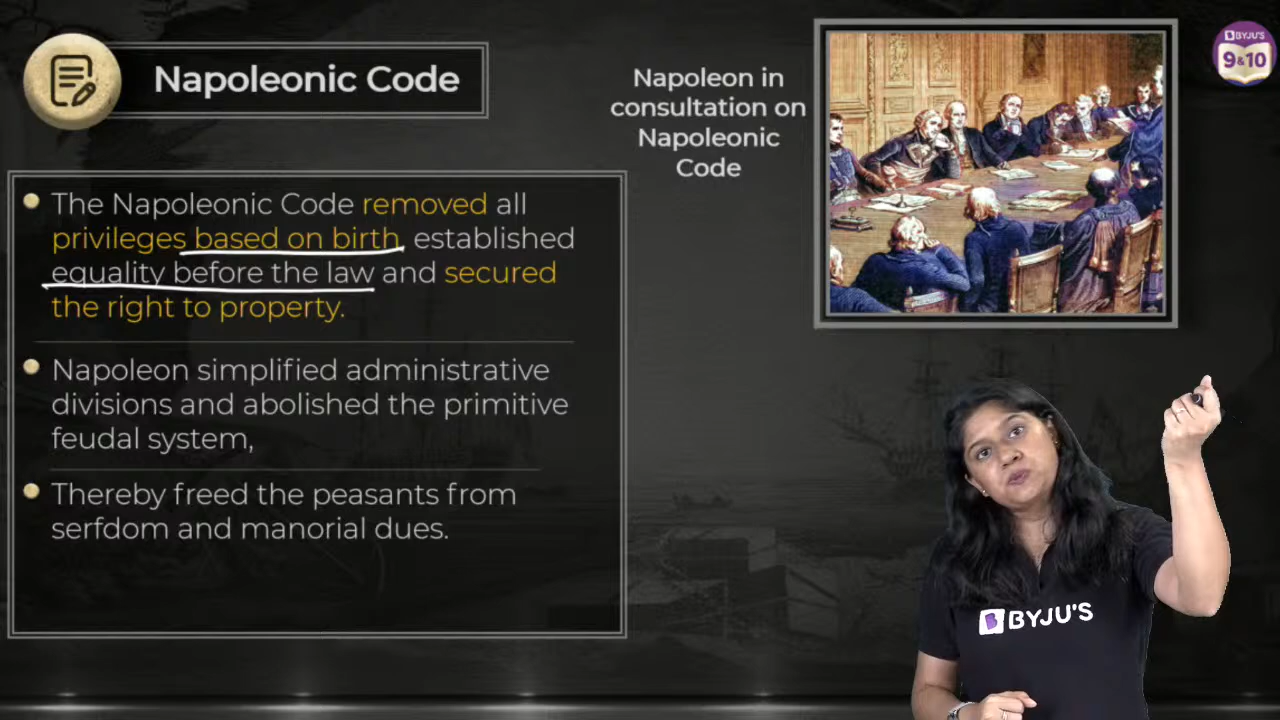 Napoleonic Code
Napoleon in
consultation on
Napoleonic
Code
BYJU'S
9&10
The Napoleonic Code removed all
privileges based on birth, established
equality before the law and secured
the right to property.
Napoleon simplified administrative
divisions and abolished the primitive
feudal system,
Thereby freed the peasants from
serfdom and manorial dues.
BYJU'S